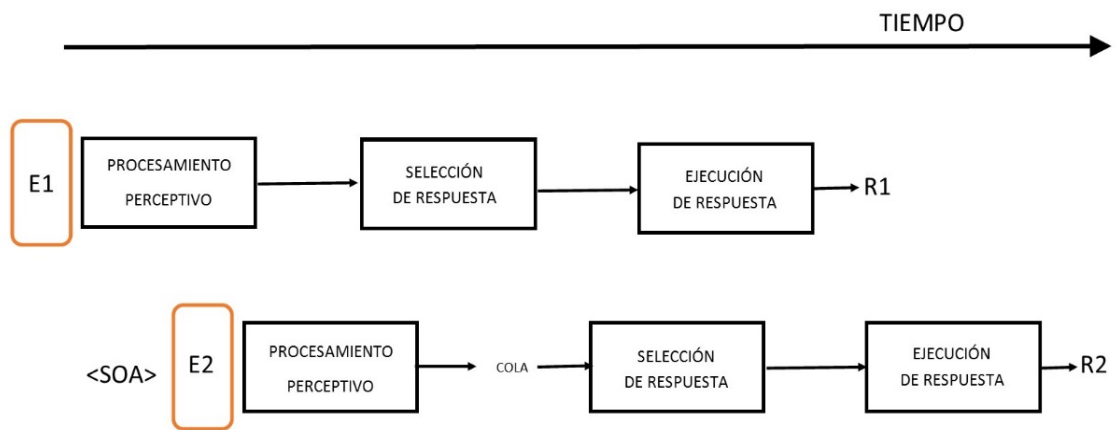 TIEMPO
E1
PROCESAMIENTO
PERCEPTIVO
SELECCIÓN
DE RESPUESTA
EJECUCIÓN
DE RESPUESTA
R1
<SOA>
E2
PROCESAMIENTO
PERCEPTIVO
COLA
SELECCIÓN
DE RESPUESTA
EJECUCIÓN
DE RESPUESTA
R2